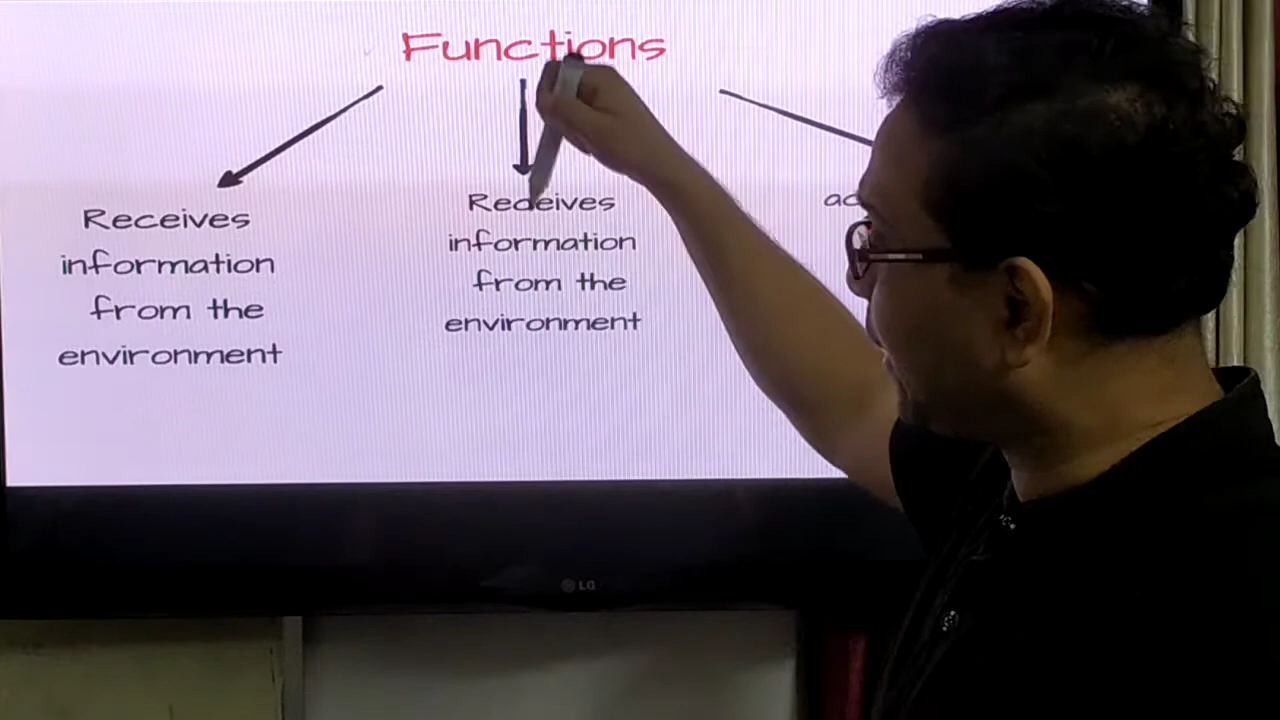 Functions
Receives
information
from the
environment
Receives
information
from the
environment
LG